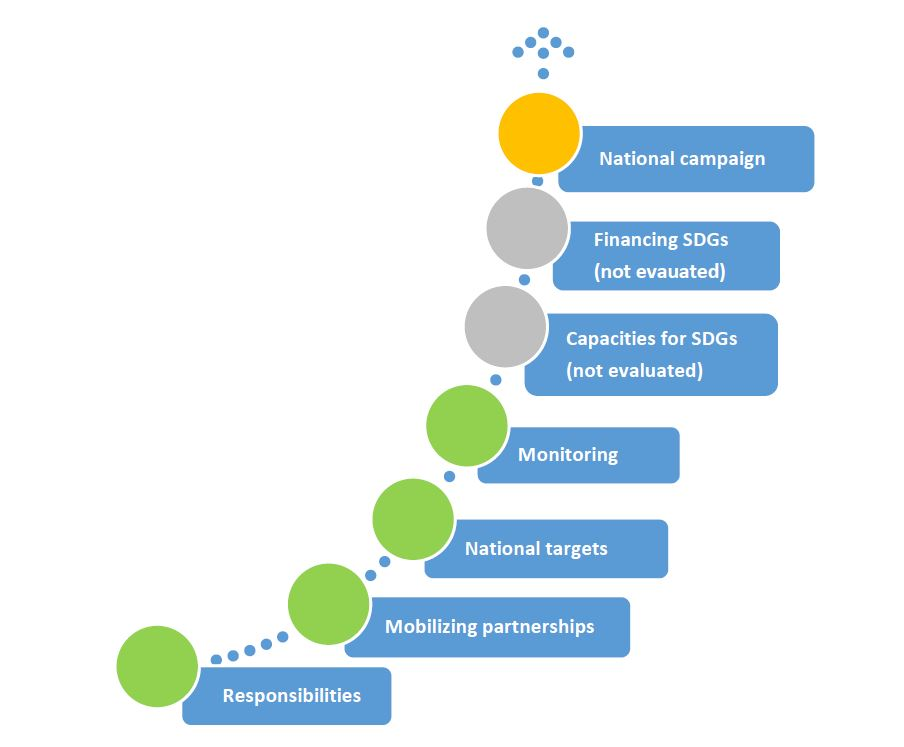 National campaign
Financing SDGs
(not evauated)
Capacities for SDGs
(not evaluated)
Monitoring
National targets
Mobilizing partnerships
Responsibilities